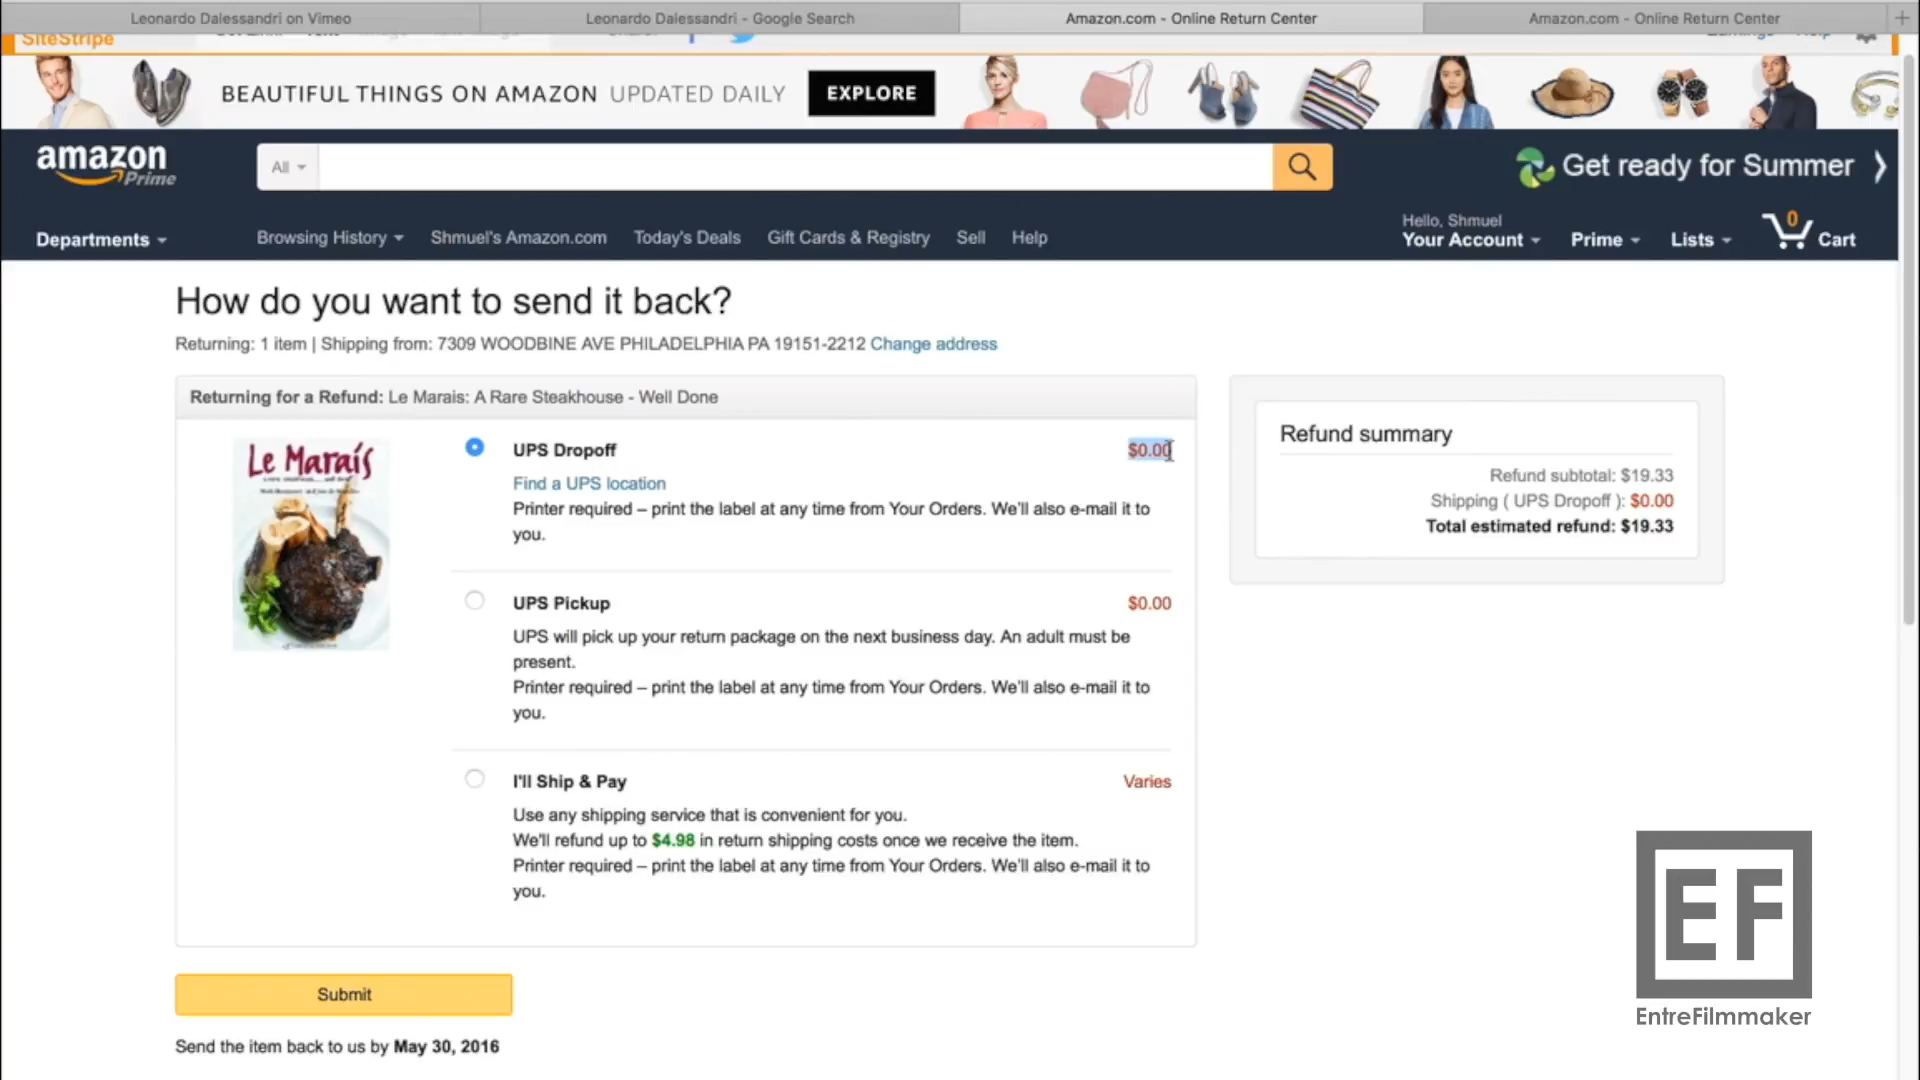 Leonardo Dalessandri on Vimeo
Leonardo Dalessandri - Google Search
Amazon.com - Online Return Center
Amazon.com - Online Return Center
SiteStripe
Earnings
Help
BEAUTIFUL THINGS ON AMAZON UPDATED DAILY
EXPLORE
amazon
Prime
All
Get ready for Summer
Departments
Browsing History
Shmuel's Amazon.com
Today's Deals
Gift Cards & Registry
Sell
Help
Hello, Shmuel
Your Account
Prime
Lists
0
Cart
How do you want to send it back?
Returning: 1 item | Shipping from: 7309 WOODBINE AVE PHILADELPHIA PA 19151-2212 Change address
Returning for a Refund: Le Marais: A Rare Steakhouse - Well Done
Le Marais
UPS Dropoff
$0.00
Find a UPS location
Printer required – print the label at any time from Your Orders. We'll also e-mail it to
you.
UPS Pickup
$0.00
UPS will pick up your return package on the next business day. An adult must be
present.
Printer required – print the label at any time from Your Orders. We'll also e-mail it to
you.
I'll Ship & Pay
Varies
Use any shipping service that is convenient for you.
We'll refund up to $4.98 in return shipping costs once we receive the item.
Printer required – print the label at any time from Your Orders. We'll also e-mail it to
you.
Refund summary
Refund subtotal: $19.33
Shipping ( UPS Dropoff ): $0.00
Total estimated refund: $19.33
Submit
Send the item back to us by May 30, 2016
EF
EntreFilmmaker